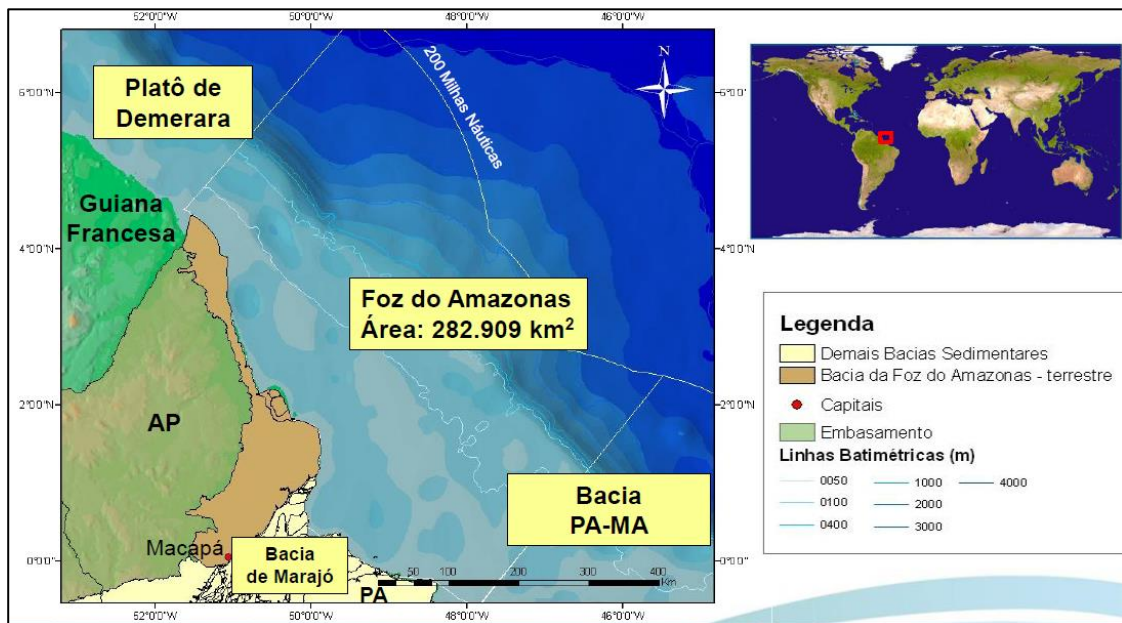 52°0'0"W
50°0'0"W
48°0'0"W
46°0'0"W
6°0'0"
6°0'0"
4°0'0"
4°0'0"
2°0'0"
2°0'0"
0°0'0"
0°0'0"
Platô de
Demerara
200 Milhas Náuticas
N
Guiana
Francesa
Foz do Amazonas
Área: 282.909 km²
AP
Bacia
PA-MA
Macapá
Bacia
de Marajó
PA
0 50 100 200 300 400
Km
52°0'0"W
50°0'0"W
48°0'0"W
46°0'0"W
Legenda
Demais Bacias Sedimentares
Bacia da Foz do Amazonas - terrestre
Capitais
Embasamento
Linhas Batimétricas (m)
0050 1000 4000
0100 2000
0400 3000